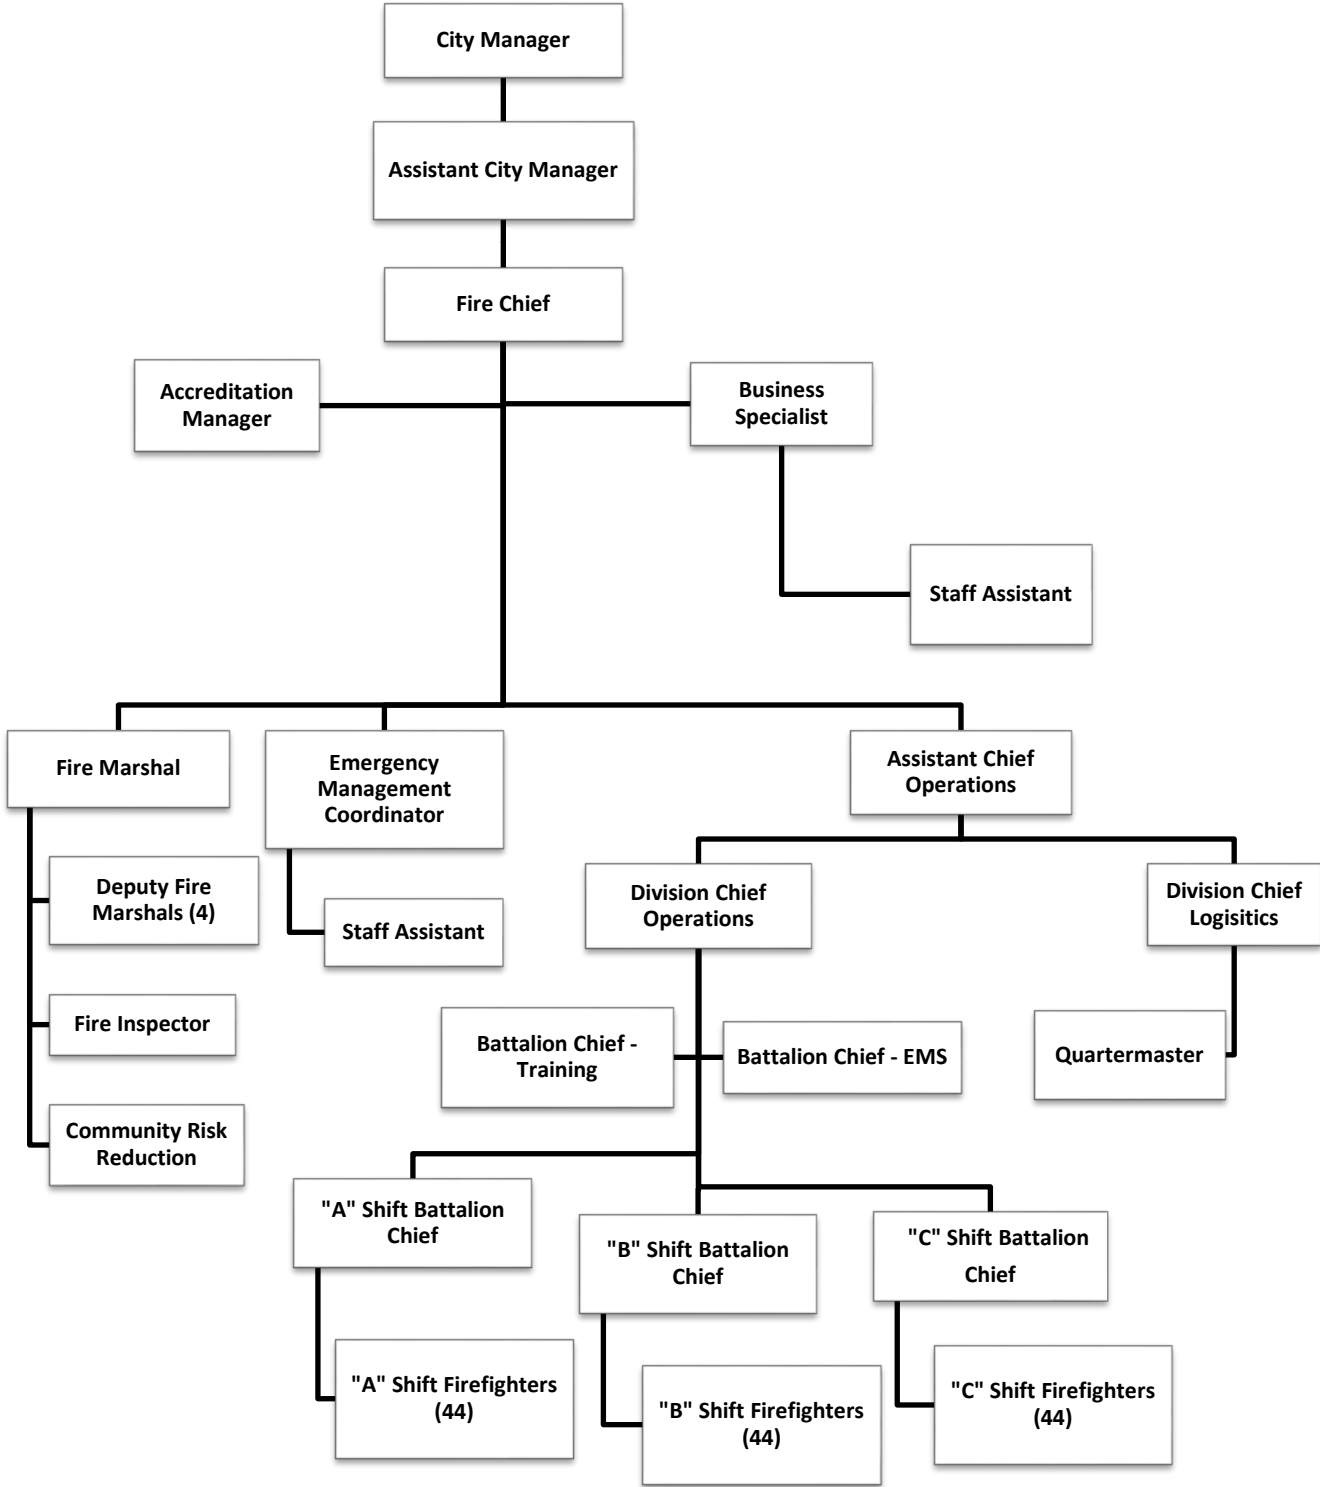 City Manager
Assistant City Manager
Fire Chief
Accreditation
Manager
Business
Specialist
Staff Assistant
Fire Marshal
Emergency
Management
Coordinator
Assistant Chief
Operations
Deputy Fire
Marshals (4)
Staff Assistant
Division Chief
Operations
Division Chief
Logisitics
Fire Inspector
Battalion Chief -
Training
Battalion Chief - EMS
Quartermaster
Community Risk
Reduction
"A" Shift Battalion
Chief
"B" Shift Battalion
Chief
"C" Shift Battalion
Chief
"A" Shift Firefighters
(44)
"B" Shift Firefighters
(44)
"C" Shift Firefighters
(44)